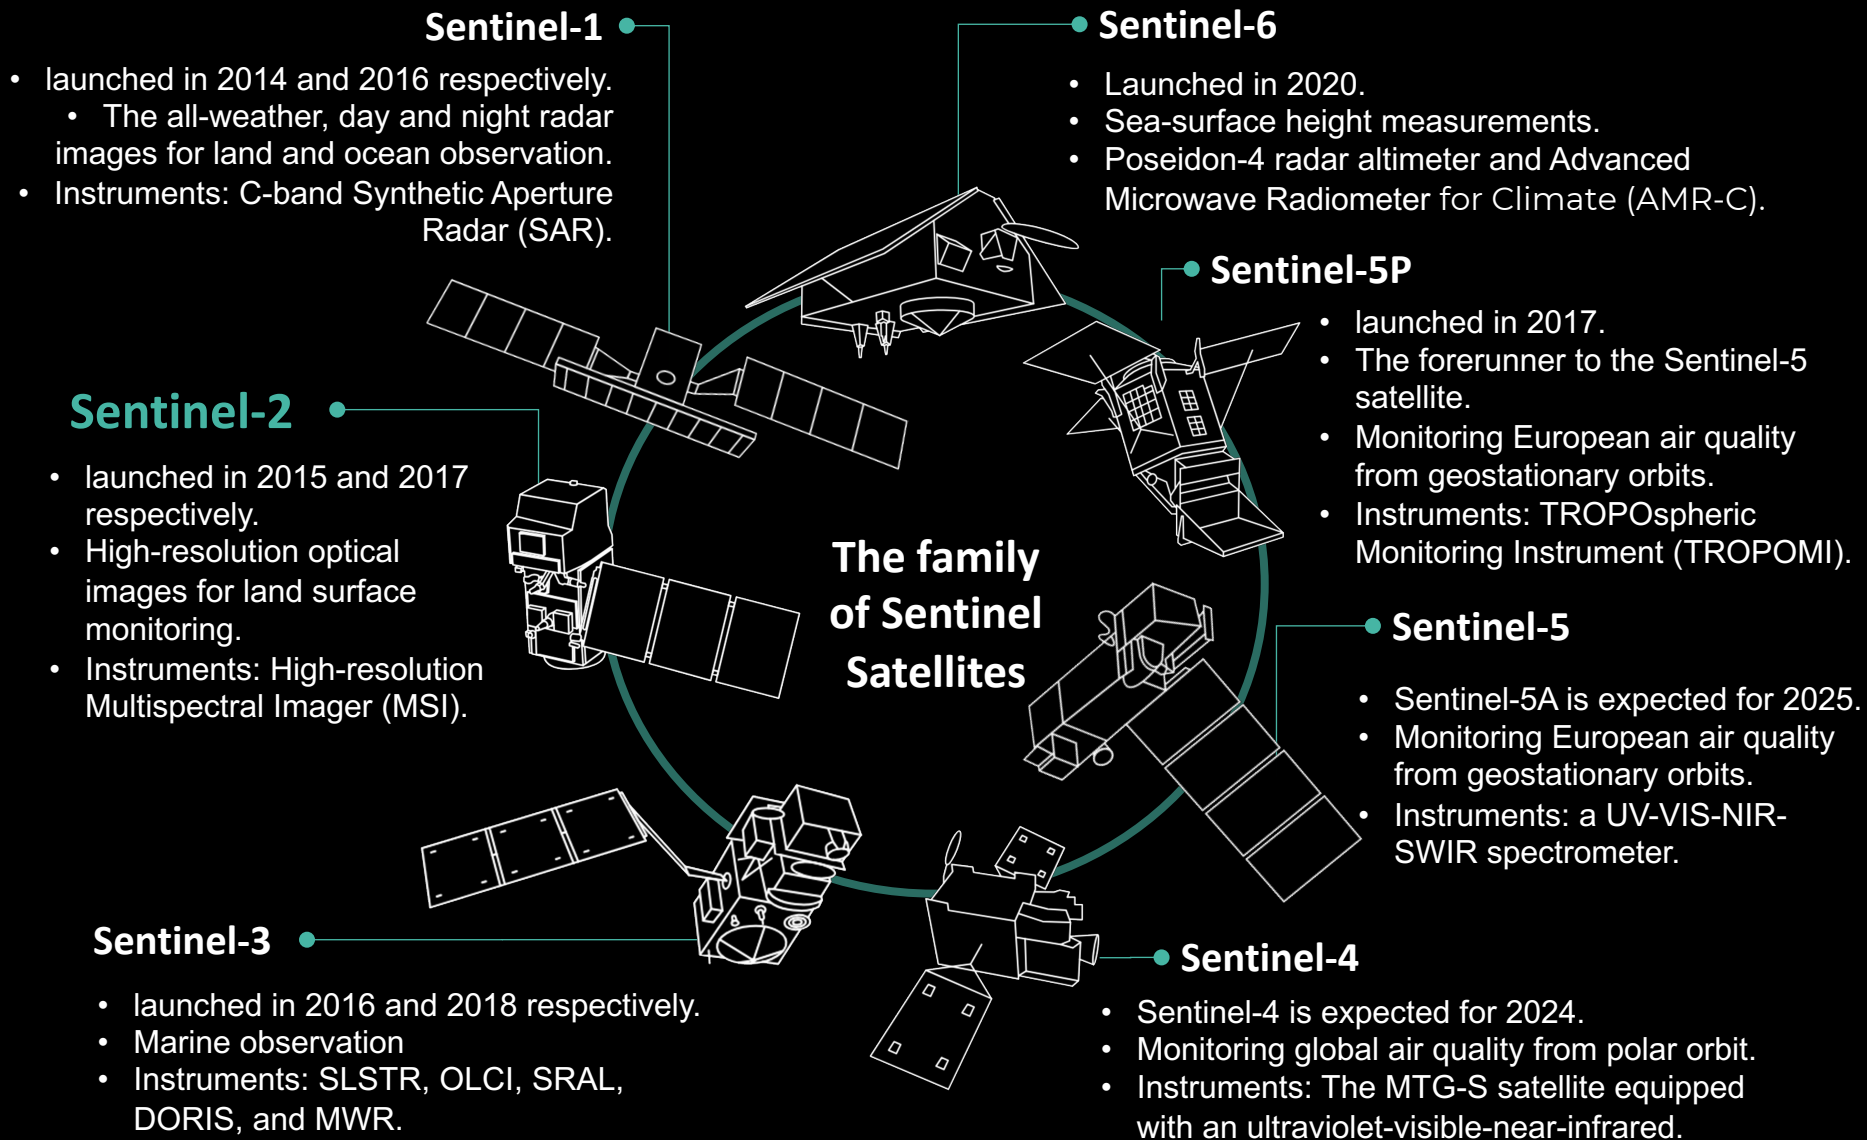 Sentinel-1
• launched in 2014 and 2016 respectively.
• The all-weather, day and night radar
images for land and ocean observation.
• Instruments: C-band Synthetic Aperture
Radar (SAR).
Sentinel-6
• Launched in 2020.
• Sea-surface height measurements.
• Poseidon-4 radar altimeter and Advanced
Microwave Radiometer for Climate (AMR-C).
Sentinel-5P
• launched in 2017.
• The forerunner to the Sentinel-5
satellite.
• Monitoring European air quality
from geostationary orbits.
• Instruments: TROPOspheric
Monitoring Instrument (TROPOMI).
Sentinel-2
• launched in 2015 and 2017
respectively.
• High-resolution optical
images for land surface
monitoring.
• Instruments: High-resolution
Multispectral Imager (MSI).
The family
of Sentinel
Satellites
Sentinel-5
• Sentinel-5A is expected for 2025.
• Monitoring European air quality
from geostationary orbits.
• Instruments: a UV-VIS-NIR-
SWIR spectrometer.
Sentinel-3
• launched in 2016 and 2018 respectively.
• Marine observation
• Instruments: SLSTR, OLCI, SRAL,
DORIS, and MWR.
Sentinel-4
• Sentinel-4 is expected for 2024.
• Monitoring global air quality from polar orbit.
• Instruments: The MTG-S satellite equipped
with an ultraviolet-visible-near-infrared.